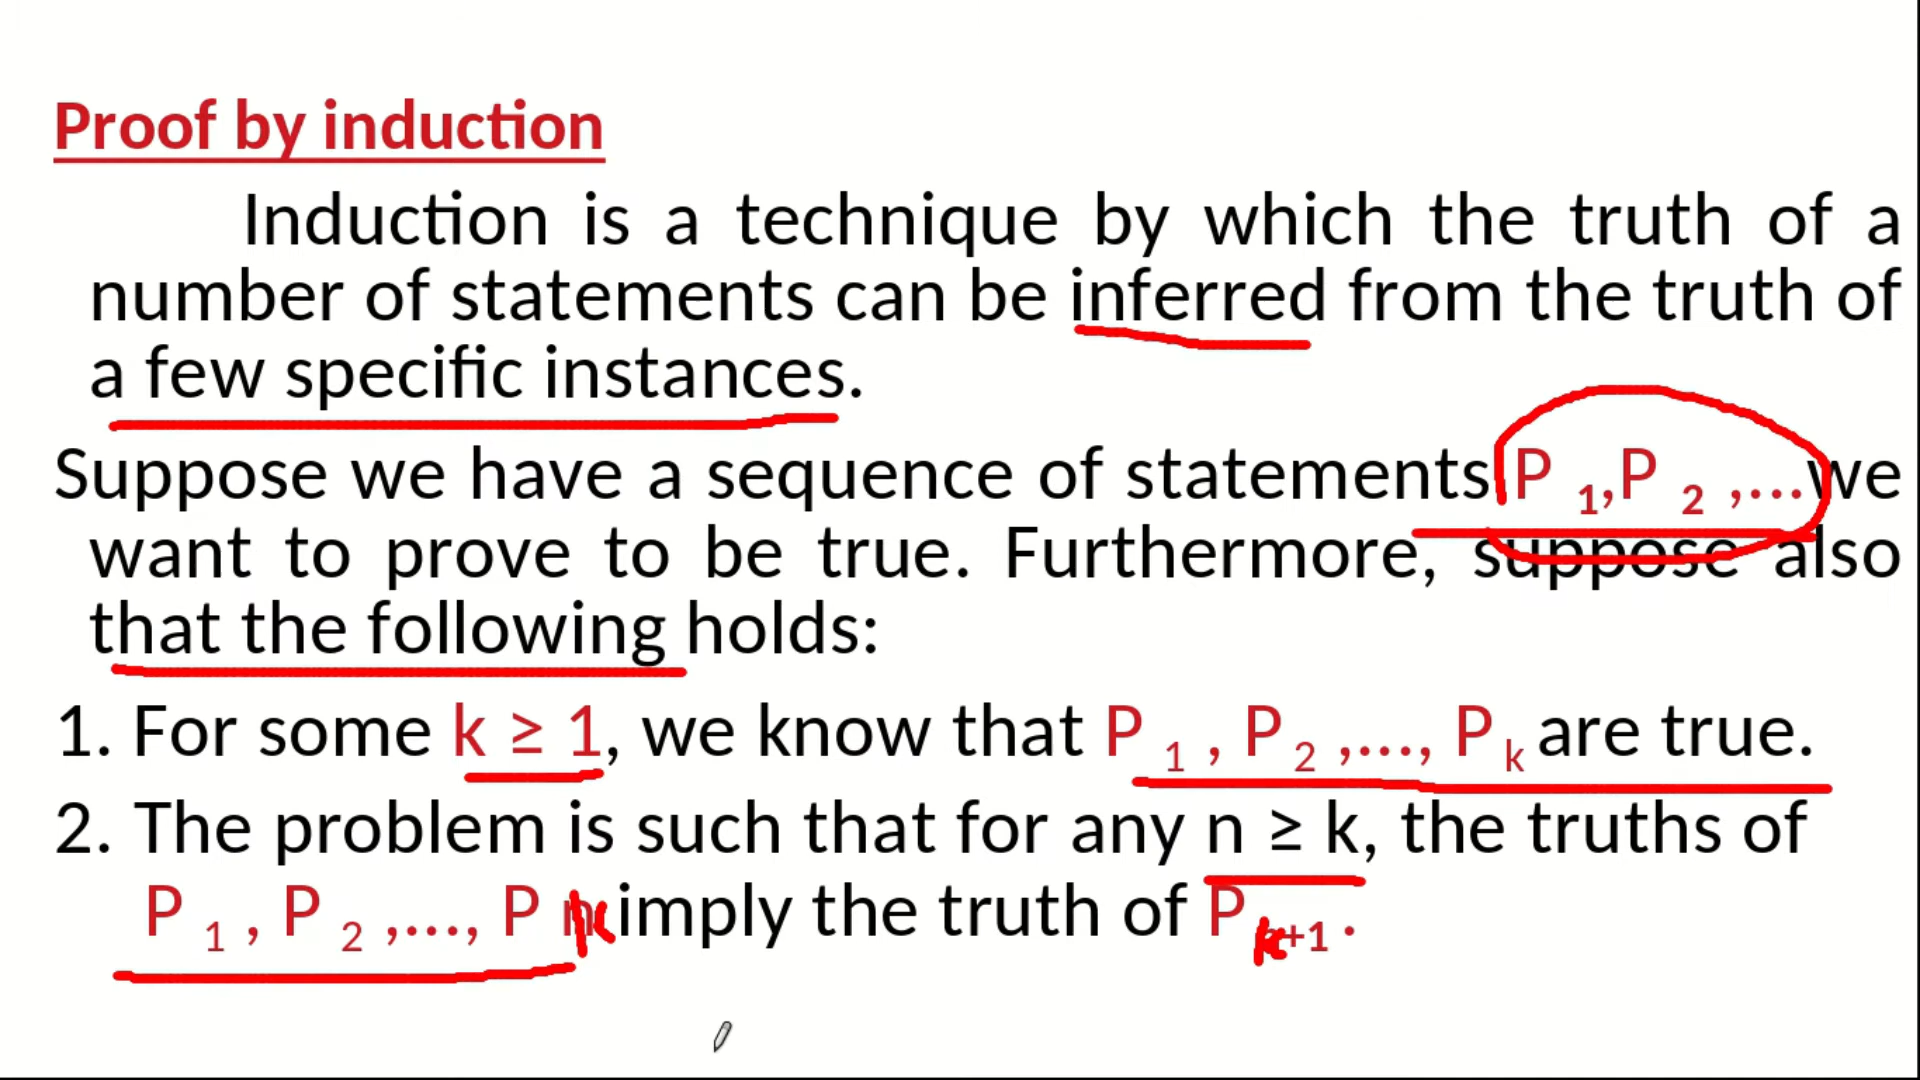 Proof by induction
Induction is a technique by which the truth of a
number of statements can be inferred from the truth of
a few specific instances.
Suppose we have a sequence of statements P 1,P 2 ,...we
want to prove to be true. Furthermore, suppose also
that the following holds:
1. For some k ≥ 1, we know that P 1 , P 2 ,..., P k are true.
2. The problem is such that for any n ≥ k, the truths of
P 1 , P 2 ,..., P k imply the truth of P k+1 .